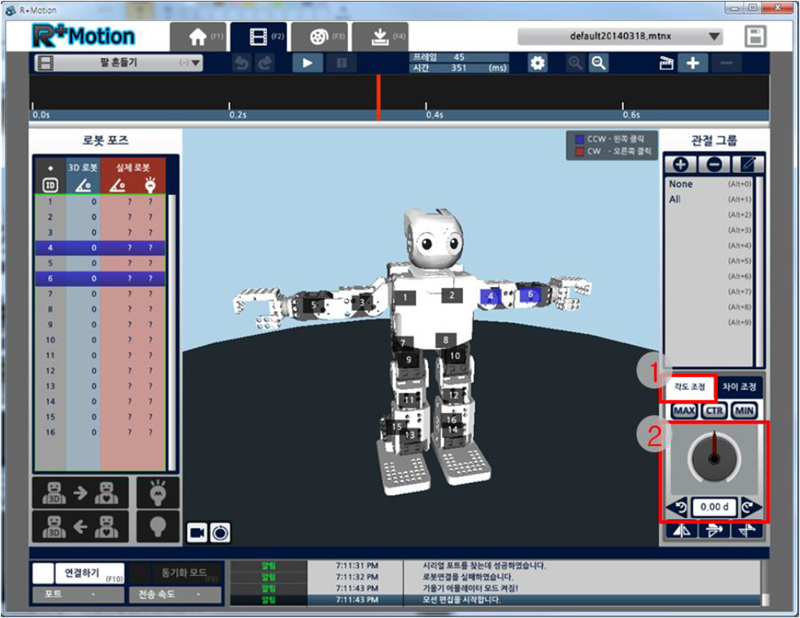 R+Motion
R+Motion (F1) (F2) (F3) (F4) default20140318.mtnx
팔 흔들기 (-)
프레임 45
시간 351 (ms)
0,0s 0,2s 0,4s 0,6s
로봇 포즈
3D 로봇 실제 로봇
ID
1 0 ? ?
2 0 ? ?
3 0 ? ?
4 0 ? ?
5 0 ? ?
6 0 ? ?
7 0 ? ?
8 0 ? ?
9 0 ? ?
10 0 ? ?
11 0 ? ?
12 0 ? ?
13 0 ? ?
14 0 ? ?
15 0 ? ?
16 0 ? ?
3D
3D
CCW - 왼쪽 클릭
CW - 오른쪽 클릭
5 3 1 2 4 6
7 8
9 10
11 12
15 13 16 14
관절 그룹
None (Alt+0)
All (Alt+1)
(Alt+2)
(Alt+3)
(Alt+4)
(Alt+5)
(Alt+6)
(Alt+7)
(Alt+8)
(Alt+9)
1
각도 조정 차이 조정
MAX CTR MIN
2
0,00 d
연결하기 (F10) 동기화 모드
포트 - 전송 속도 -
알림 7:11:31 PM 시리얼 포트를 찾는데 성공하였습니다.
알림 7:11:32 PM 로봇연결을 실패하였습니다.
알림 7:11:43 PM 기울기 에뮬레이터 모드 켜짐!
알림 7:11:43 PM 모션 편집을 시작합니다.